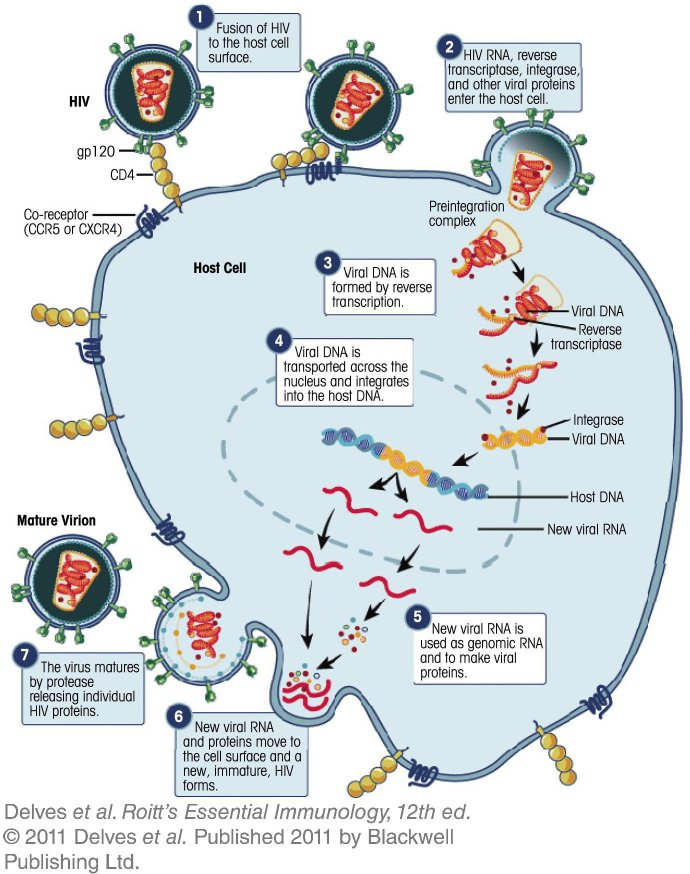 1
Fusion of HIV
to the host cell
surface.
2
HIV RNA, reverse
transcriptase, integrase,
and other viral proteins
enter the host cell.
HIV
gp120
CD4
Co-receptor
(CCR5 or CXCR4)
Preintegration
complex
Host Cell
3
Viral DNA is
formed by reverse
transcription.
Viral DNA
Reverse
transcriptase
4
Viral DNA is
transported across the
nucleus and integrates
into the host DNA.
Integrase
Viral DNA
Host DNA
New viral RNA
Mature Virion
5
New viral RNA is
used as genomic RNA
and to make viral
proteins.
7
The virus matures
by protease
releasing individual
HIV proteins.
6
New viral RNA
and proteins move to
the cell surface and a
new, immature, HIV
forms.
Delves et al. Roitt's Essential Immunology, 12th ed.
© 2011 Delves et al. Published 2011 by Blackwell
Publishing Ltd.